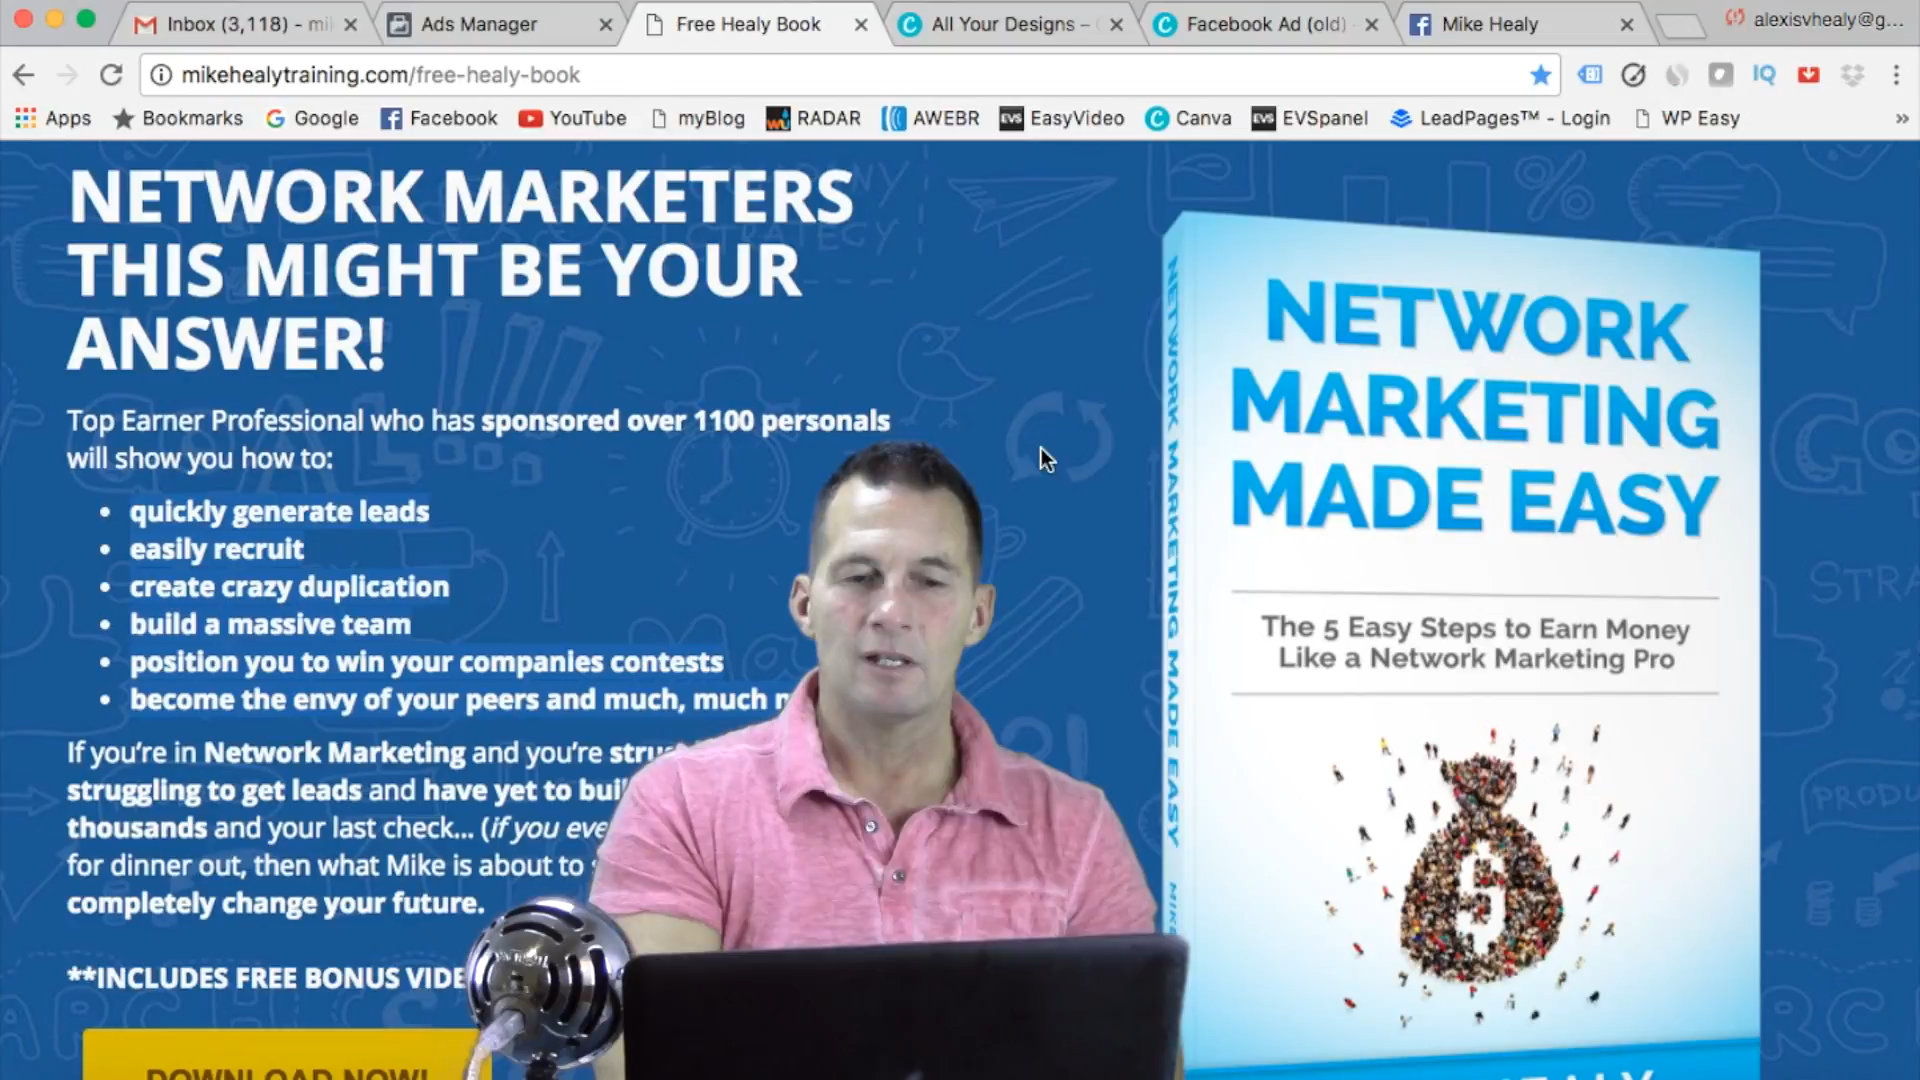 Inbox (3,118) - mi
Ads Manager
Free Healy Book
All Your Designs –
Facebook Ad (old)
Mike Healy
alexisvhealy@g...
mikehealytraining.com/free-healy-book
Apps
Bookmarks
Google
Facebook
YouTube
myBlog
RADAR
AWEBR
EasyVideo
Canva
EVSpanel
LeadPages™ - Login
WP Easy
NETWORK MARKETERS
THIS MIGHT BE YOUR
ANSWER!
Top Earner Professional who has sponsored over 1100 personals
will show you how to:
• quickly generate leads
• easily recruit
• create crazy duplication
• build a massive team
• position you to win your companies contests
• become the envy of your peers and much, much
If you're in Network Marketing and you're
struggling to get leads and have yet to
thousands and your last check... (if you
for dinner out, then what Mike is about to
completely change your future.
**INCLUDES FREE BONUS
DOWNLOAD NOW!
NETWORK
MARKETING
MADE EASY
The 5 Easy Steps to Earn Money
Like a Network Marketing Pro
NETWORK MARKETING MADE EASY